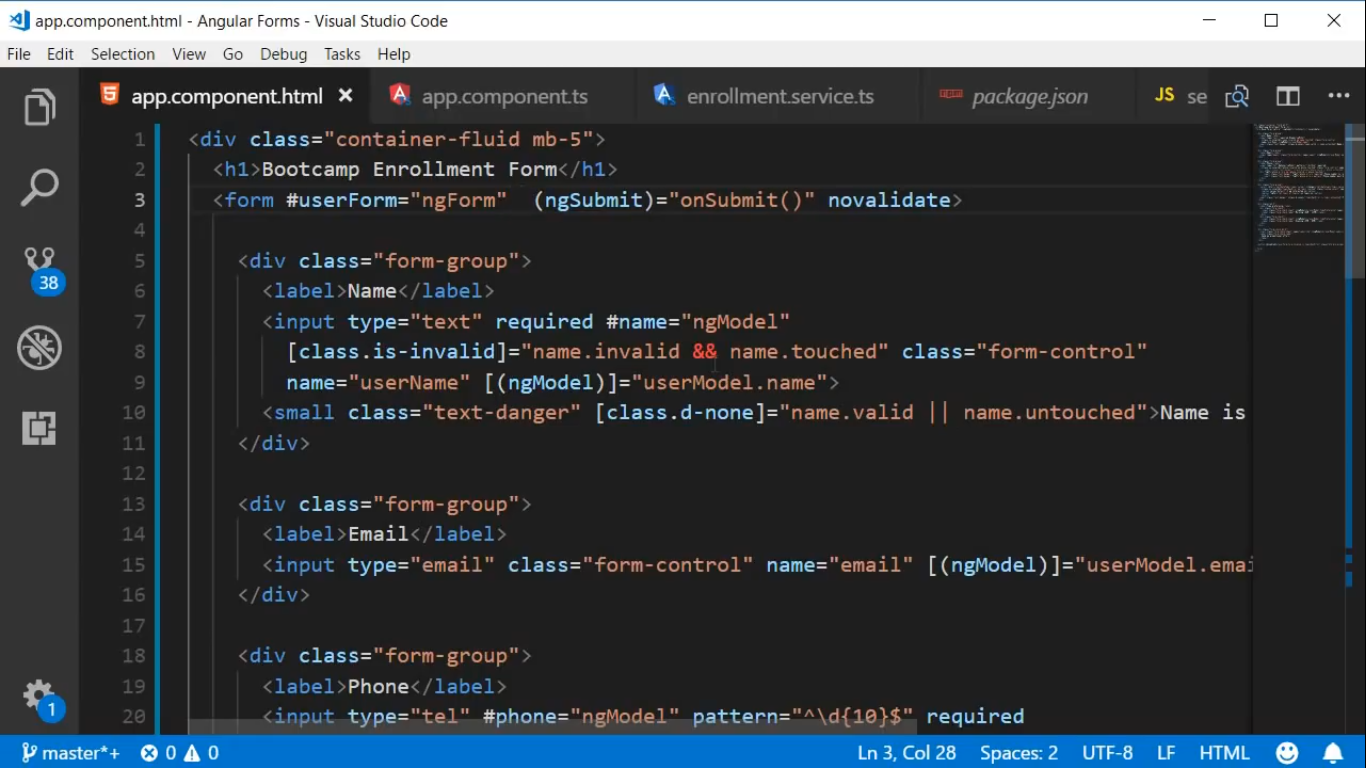 app.component.html - Angular Forms - Visual Studio Code
File Edit Selection View Go Debug Tasks Help
app.component.html app.component.ts enrollment.service.ts package.json JS se
1 <div class="container-fluid mb-5">
2 <h1>Bootcamp Enrollment Form</h1>
3 <form #userForm="ngForm"  (ngSubmit)="onSubmit()" novalidate>
4
5 <div class="form-group">
6 <label>Name</label>
7 <input type="text" required #name="ngModel"
8 [class.is-invalid]="name.invalid && name.touched" class="form-control"
9 name="userName" [(ngModel)]="userModel.name">
10 <small class="text-danger" [class.d-none]="name.valid || name.untouched">Name is
11 </div>
12
13 <div class="form-group">
14 <label>Email</label>
15 <input type="email" class="form-control" name="email" [(ngModel)]="userModel.emai
16 </div>
17
18 <div class="form-group">
19 <label>Phone</label>
20 <input type="tel" #phone="ngModel" pattern="^\d{10}$" required
38
1
master*+ 0 0 Ln 3, Col 28 Spaces: 2 UTF-8 LF HTML